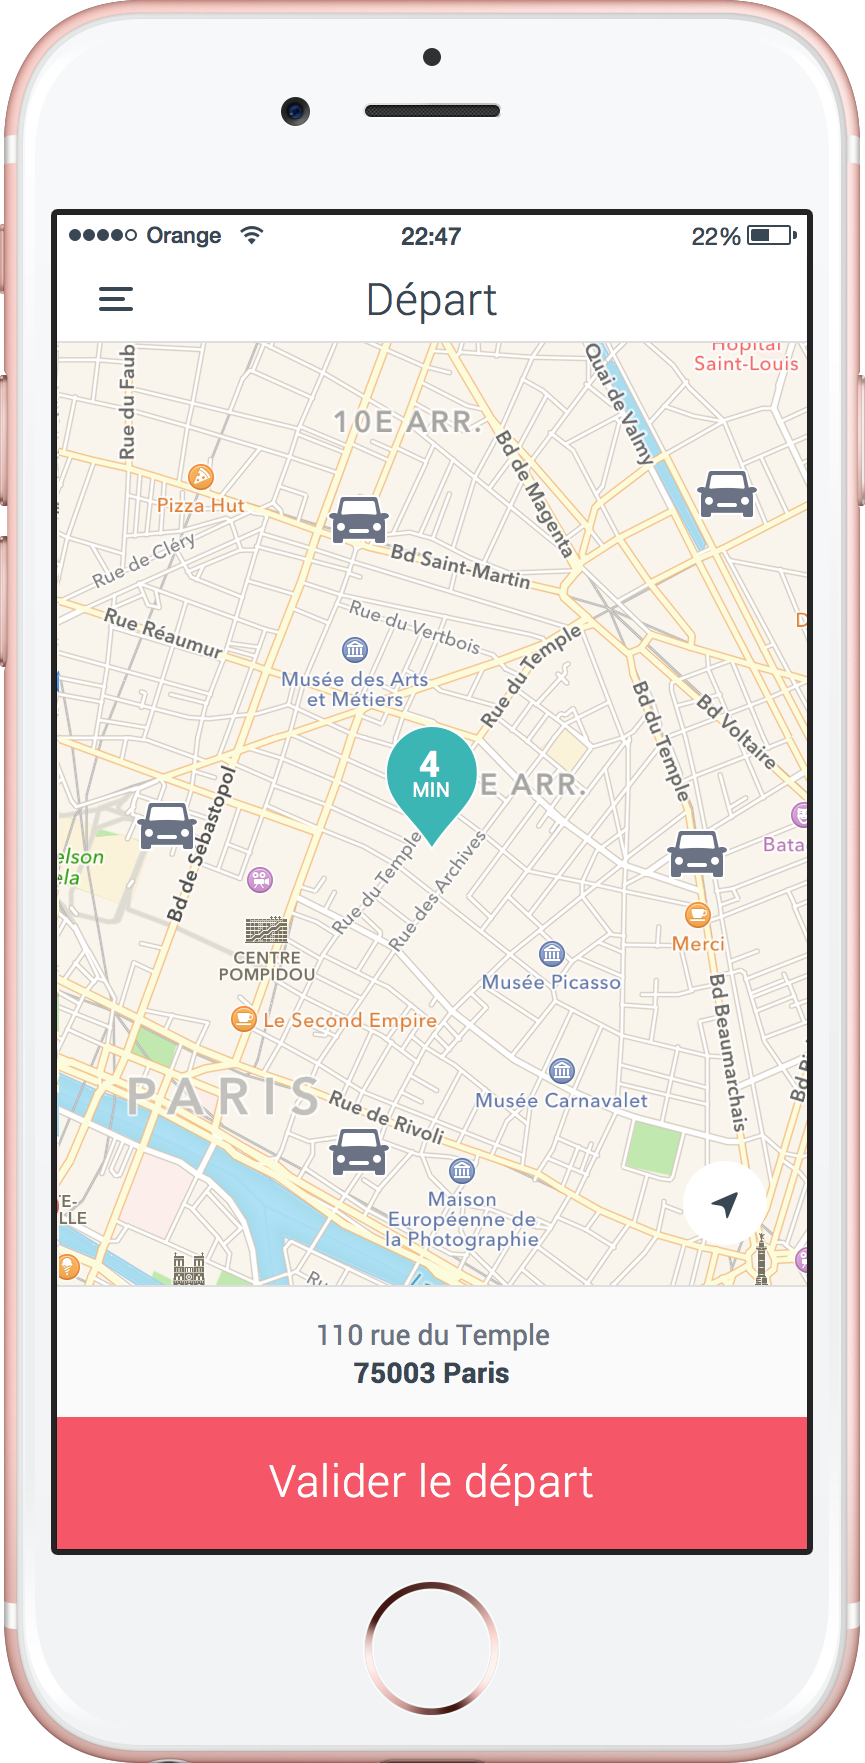 Orange
22:47
22%
Départ
Hôpital
Saint-Louis
Rue du Faub
Quai de Valmy
10E ARR.
Bd de Magenta
Pizza Hut
Rue de Cléry
Bd Saint-Martin
Rue Réaumur
Rue du Vertbois
Rue du Temple
Musée des Arts
et Métiers
Bd du Temple
Bd Voltaire
4
MIN
E ARR.
Bd de Sébastopol
Bata
elson
ela
Rue du Temple
Rue des Archives
CENTRE
POMPIDOU
Merci
Musée Picasso
Bd Beaumarchais
Le Second Empire
PARIS
Rue de Rivoli
Musée Carnavalet
Maison
Européenne de
la Photographie
TE-
LLE
Ru
110 rue du Temple
75003 Paris
Valider le départ